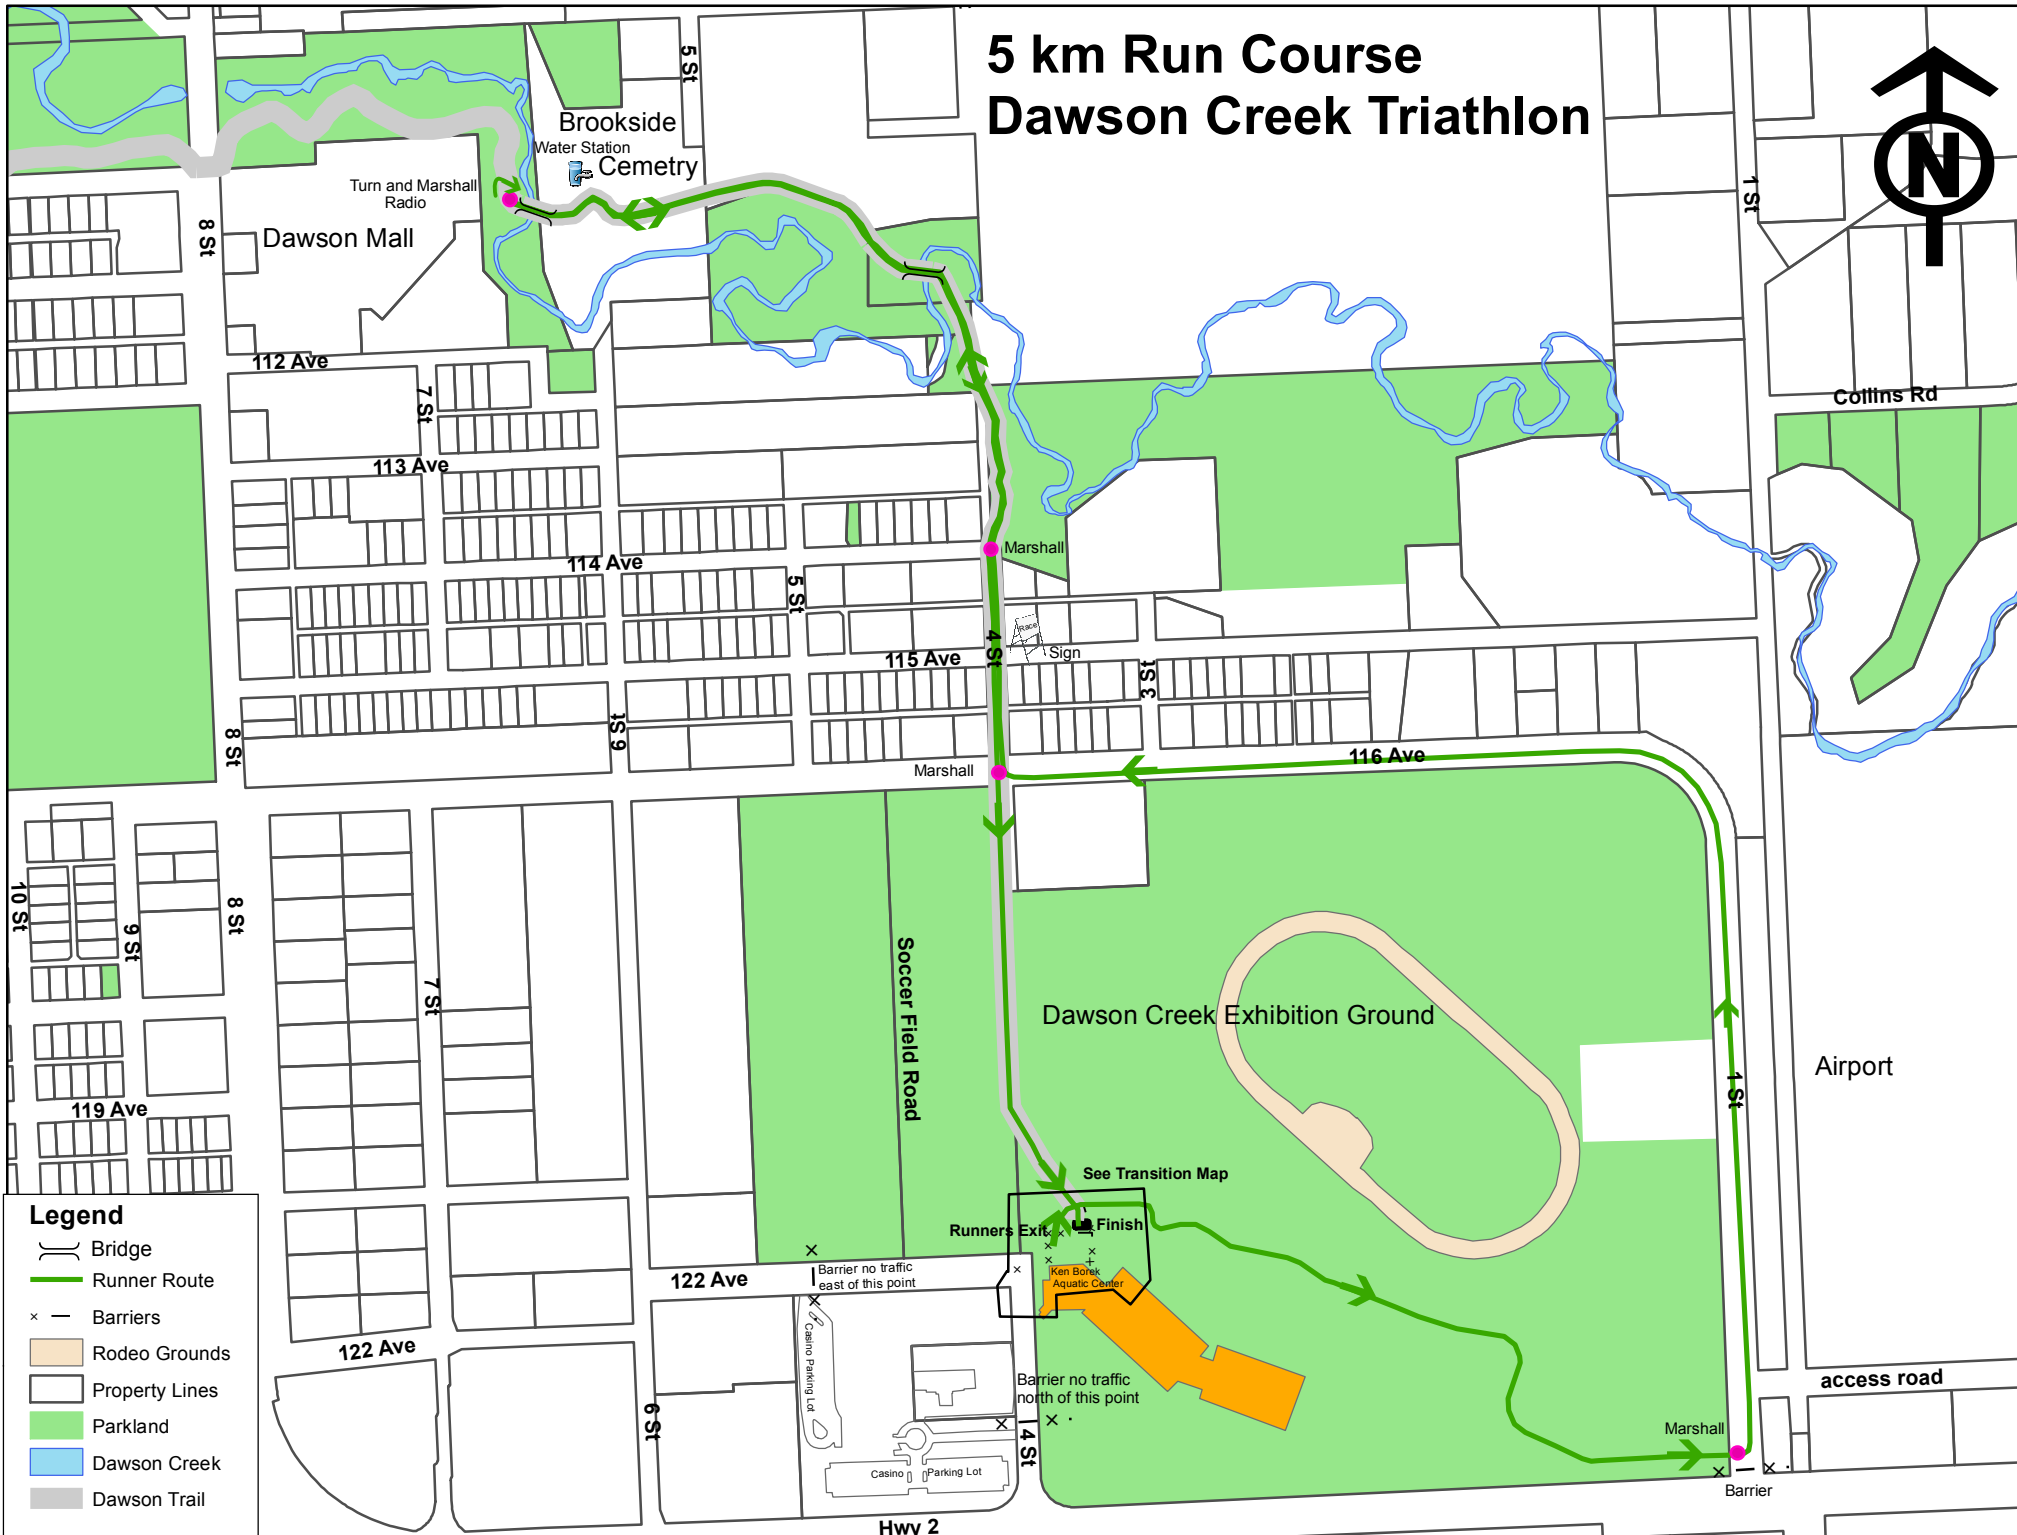 5 km Run Course
Dawson Creek Triathlon
N
5 St
Brookside
Water Station
Cemetry
Turn and Marshall
Radio
8 St
Dawson Mall
1 St
112 Ave
7 St
Collins Rd
113 Ave
114 Ave
Marshall
5 St
4 St
Race
Sign
115 Ave
3 St
6 St
8 St
116 Ave
Marshall
10 St
9 St
8 St
7 St
Soccer Field Road
Dawson Creek Exhibition Ground
Airport
1 St
119 Ave
See Transition Map
Runners Exit
Finish
Ken Borek
Aquatic Center
122 Ave
Barrier no traffic
east of this point
122 Ave
Casino Parking Lot
6 St
Barrier no traffic
north of this point
4 St
Casino Parking Lot
access road
Marshall
Barrier
Hwy 2
Legend
Bridge
Runner Route
Barriers
Rodeo Grounds
Property Lines
Parkland
Dawson Creek
Dawson Trail